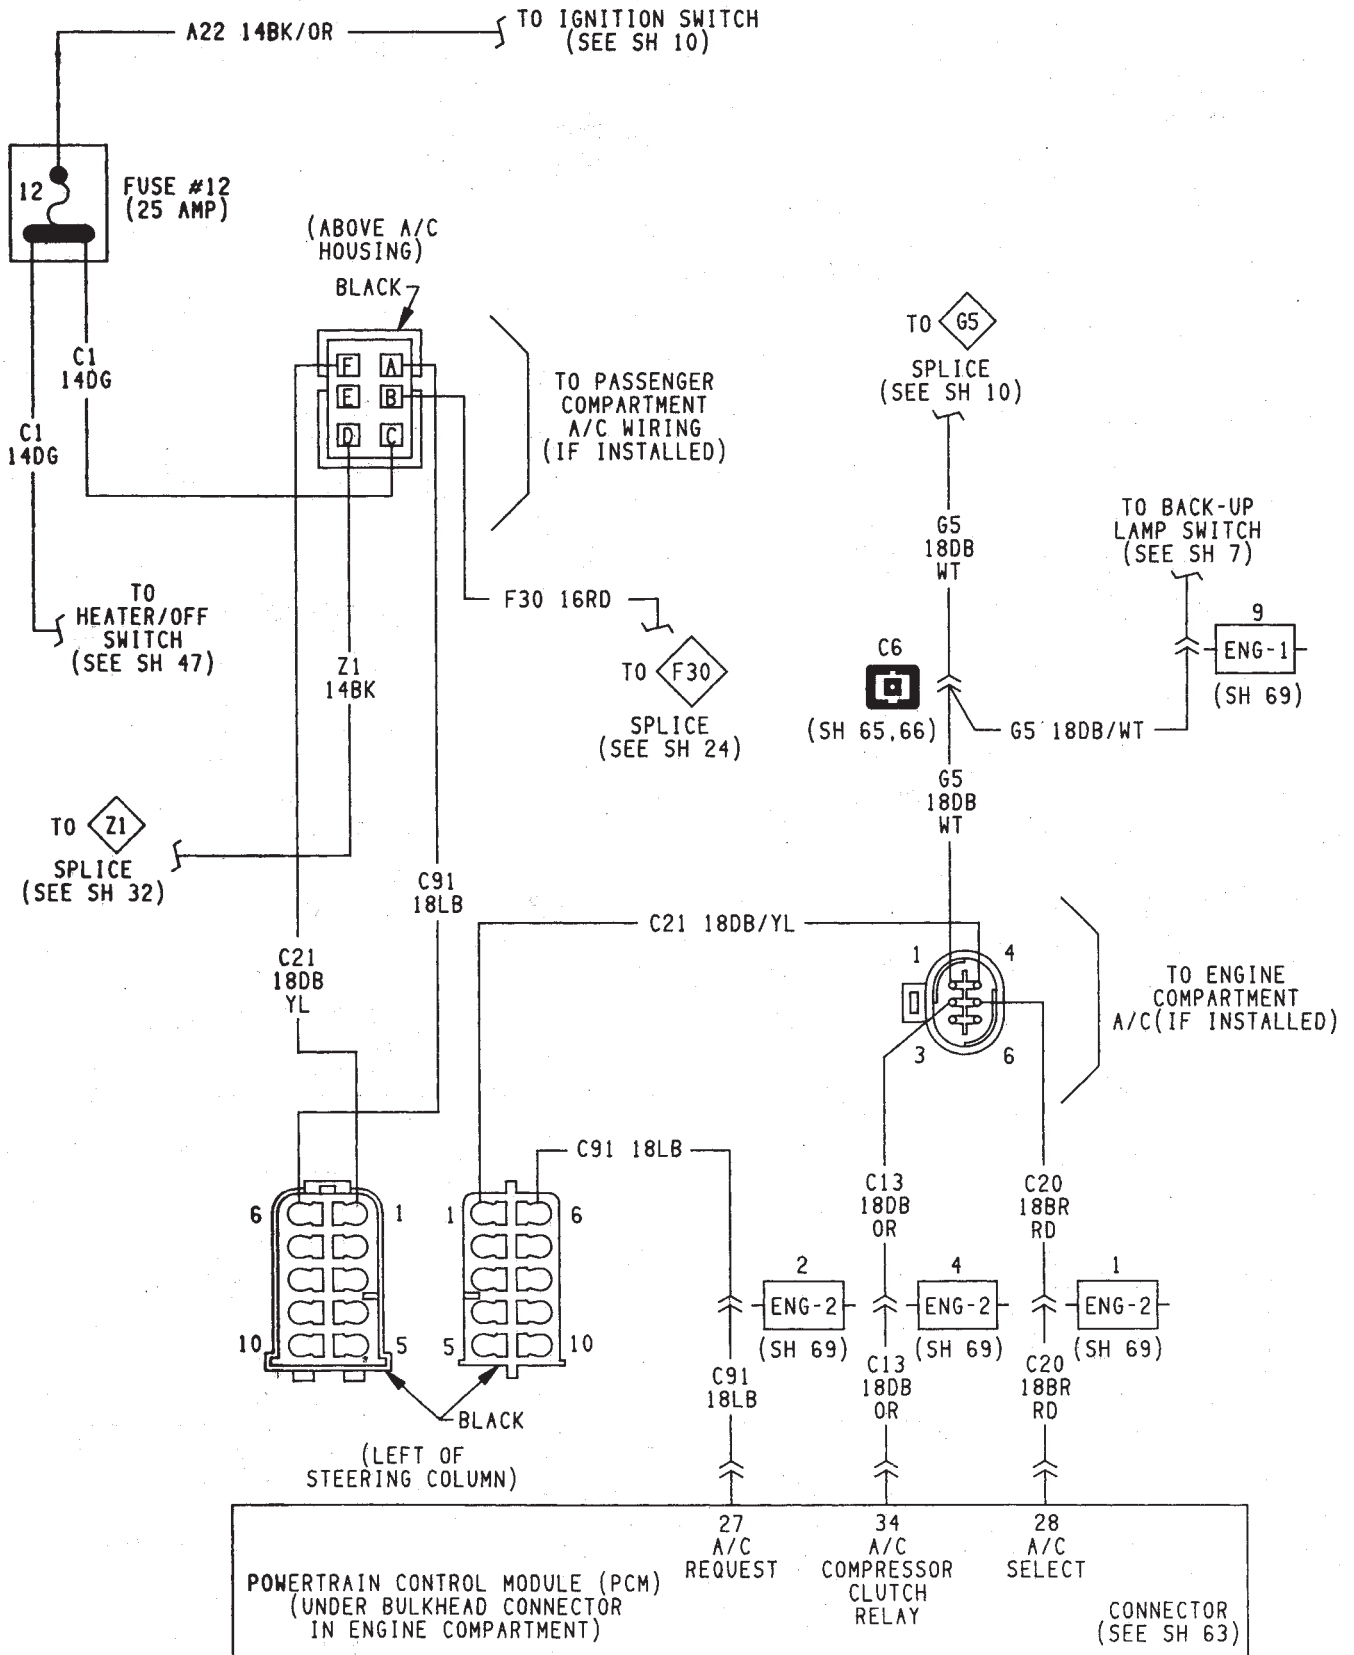 A22 14BK/OR
TO IGNITION SWITCH
(SEE SH 10)
12
FUSE #12
(25 AMP)
(ABOVE A/C
HOUSING)
BLACK
F A
E B
D C
C1
14DG
C1
14DG
TO PASSENGER
COMPARTMENT
A/C WIRING
(IF INSTALLED)
TO G5
SPLICE
(SEE SH 10)
G5
18DB
WT
TO BACK-UP
LAMP SWITCH
(SEE SH 7)
9
ENG-1
(SH 69)
TO
HEATER/OFF
SWITCH
(SEE SH 47)
Z1
14BK
F30 16RD
TO F30
SPLICE
(SEE SH 24)
C6
(SH 65,66)
G5 18DB/WT
G5
18DB
WT
TO Z1
SPLICE
(SEE SH 32)
C91
18LB
C21
18DB
YL
C21 18DB/YL
1 4
3 6
TO ENGINE
COMPARTMENT
A/C(IF INSTALLED)
C91 18LB
C13
18DB
OR
C20
18BR
RD
6 1
10 5
1 6
5 10
BLACK
(LEFT OF
STEERING COLUMN)
2
ENG-2
(SH 69)
4
ENG-2
(SH 69)
1
ENG-2
(SH 69)
C91
18LB
C13
18DB
OR
C20
18BR
RD
27
A/C
REQUEST
34
A/C
COMPRESSOR
CLUTCH
RELAY
28
A/C
SELECT
POWERTRAIN CONTROL MODULE (PCM)
(UNDER BULKHEAD CONNECTOR
IN ENGINE COMPARTMENT)
CONNECTOR
(SEE SH 63)